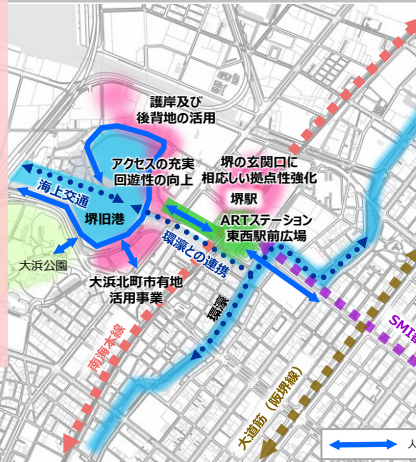 護岸及び
後背地の活用
アクセスの充実
回遊性の向上
堺の玄関口に
相応しい拠点性強化
堺駅
ARTステーション
東西駅前広場
海上交通
堺旧港
環濠との連携
大浜公園
大浜北町市有地
活用事業
環濠
南海本線
SMI
大道筋（阪堺線）
人